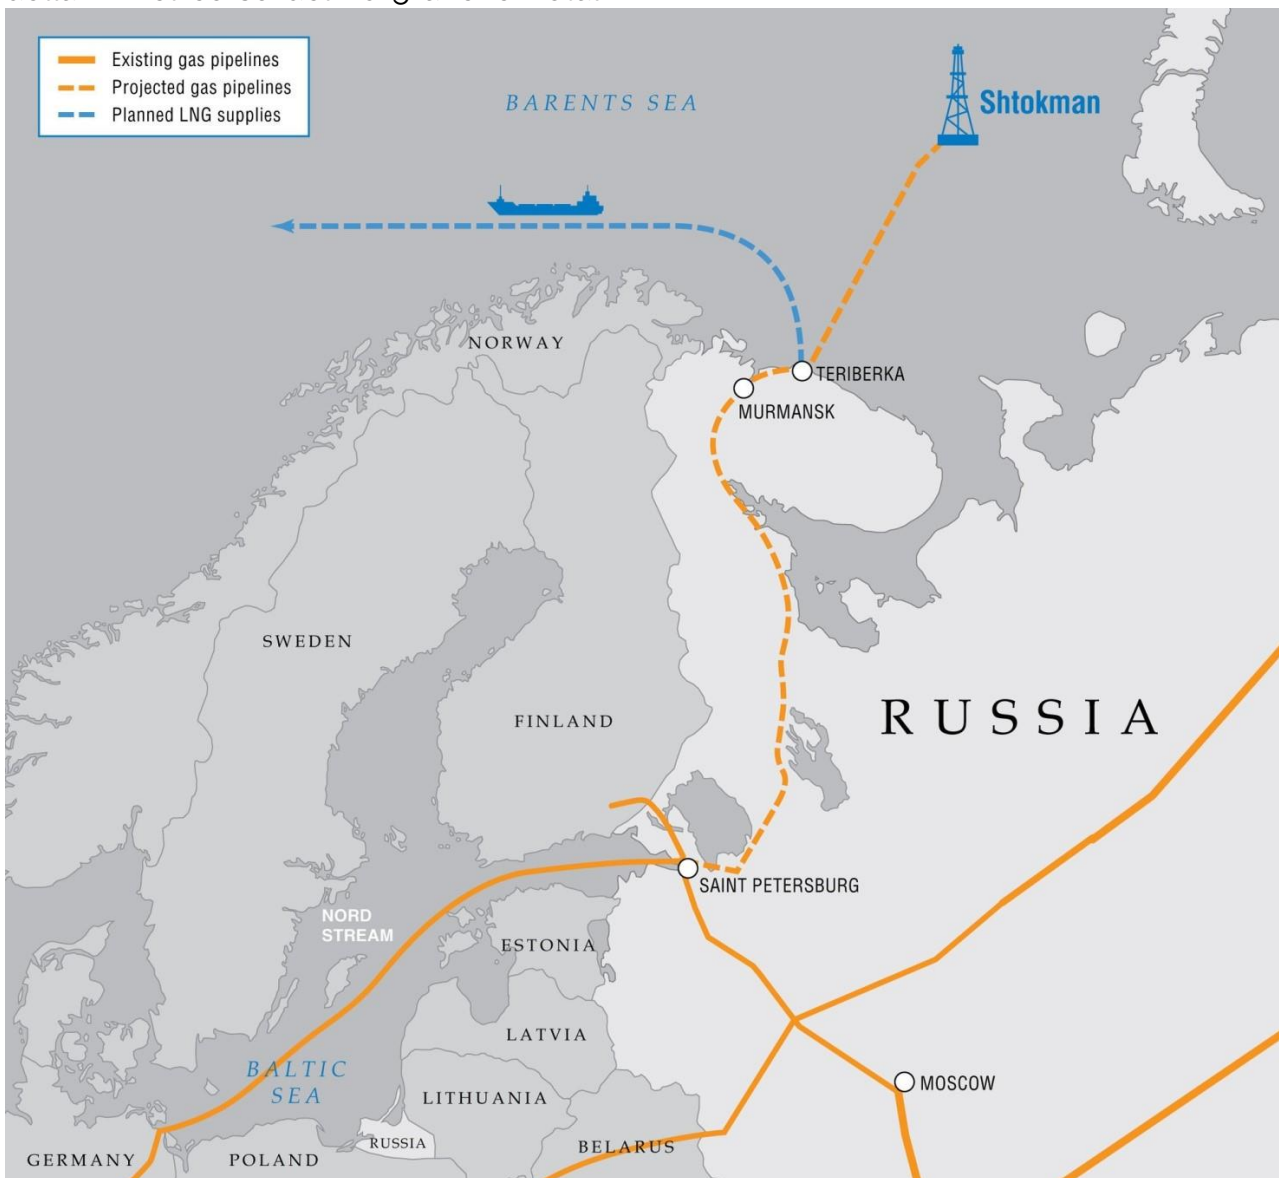 Existing gas pipelines
Projected gas pipelines
Planned LNG supplies
BARENTS SEA
Shtokman
NORWAY
TERIBERKA
MURMANSK
SWEDEN
FINLAND
RUSSIA
SAINT PETERSBURG
NORD
STREAM
ESTONIA
LATVIA
BALTIC
SEA
MOSCOW
LITHUANIA
RUSSIA
BELARUS
GERMANY
POLAND